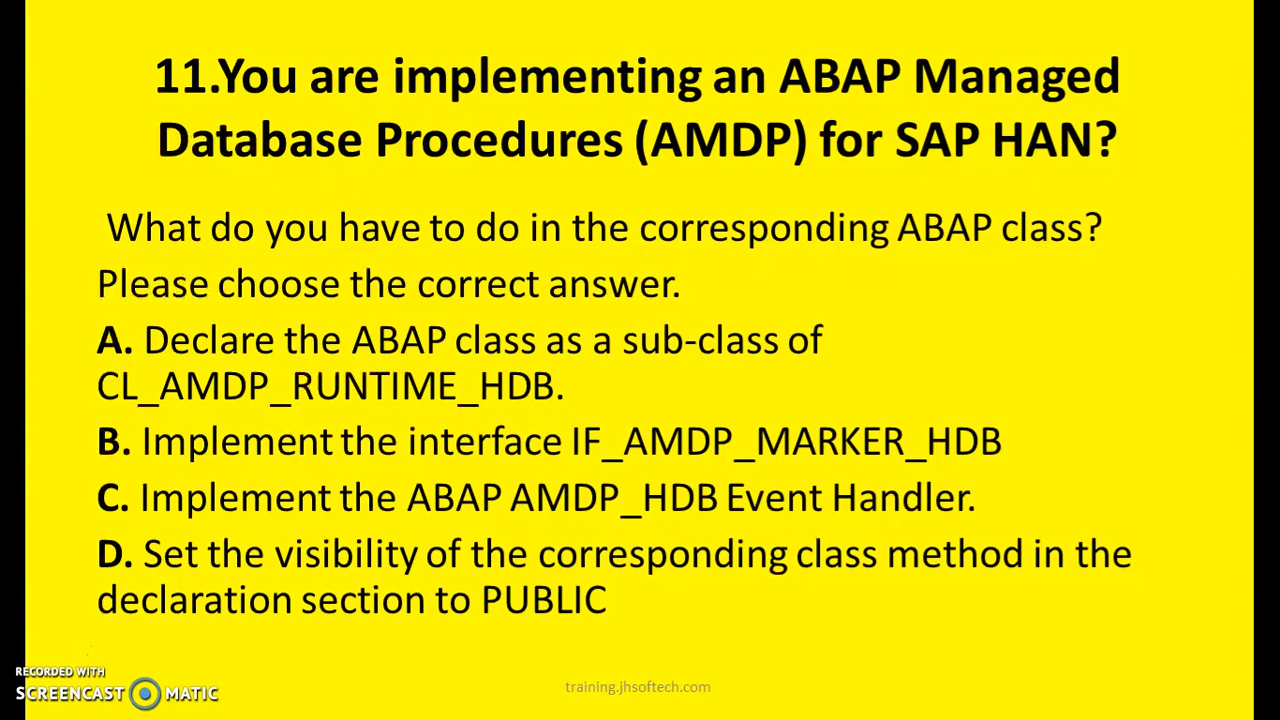 11.You are implementing an ABAP Managed
Database Procedures (AMDP) for SAP HAN?
What do you have to do in the corresponding ABAP class?
Please choose the correct answer.
A. Declare the ABAP class as a sub-class of
CL_AMDP_RUNTIME_HDB.
B. Implement the interface IF_AMDP_MARKER_HDB
C. Implement the ABAP AMDP_HDB Event Handler.
D. Set the visibility of the corresponding class method in the
declaration section to PUBLIC
RECORDED WITH
SCREENCAST MATIC
training.jhsoftech.com